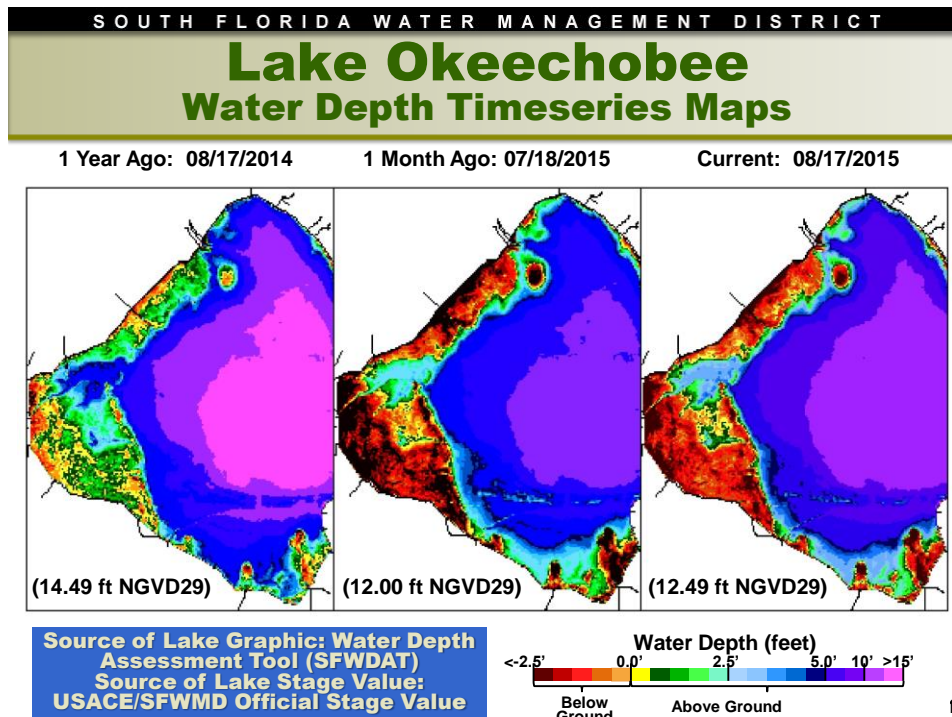 SOUTH FLORIDA WATER MANAGEMENT DISTRICT
Lake Okeechobee
Water Depth Timeseries Maps
1 Year Ago: 08/17/2014
1 Month Ago: 07/18/2015
Current: 08/17/2015
(14.49 ft NGVD29)
(12.00 ft NGVD29)
(12.49 ft NGVD29)
Source of Lake Graphic: Water Depth
Assessment Tool (SFWDAT)
Source of Lake Stage Value:
USACE/SFWMD Official Stage Value
Water Depth (feet)
<-2.5' 0.0' 2.5' 5.0' 10' >15'
Below
Ground
Above Ground